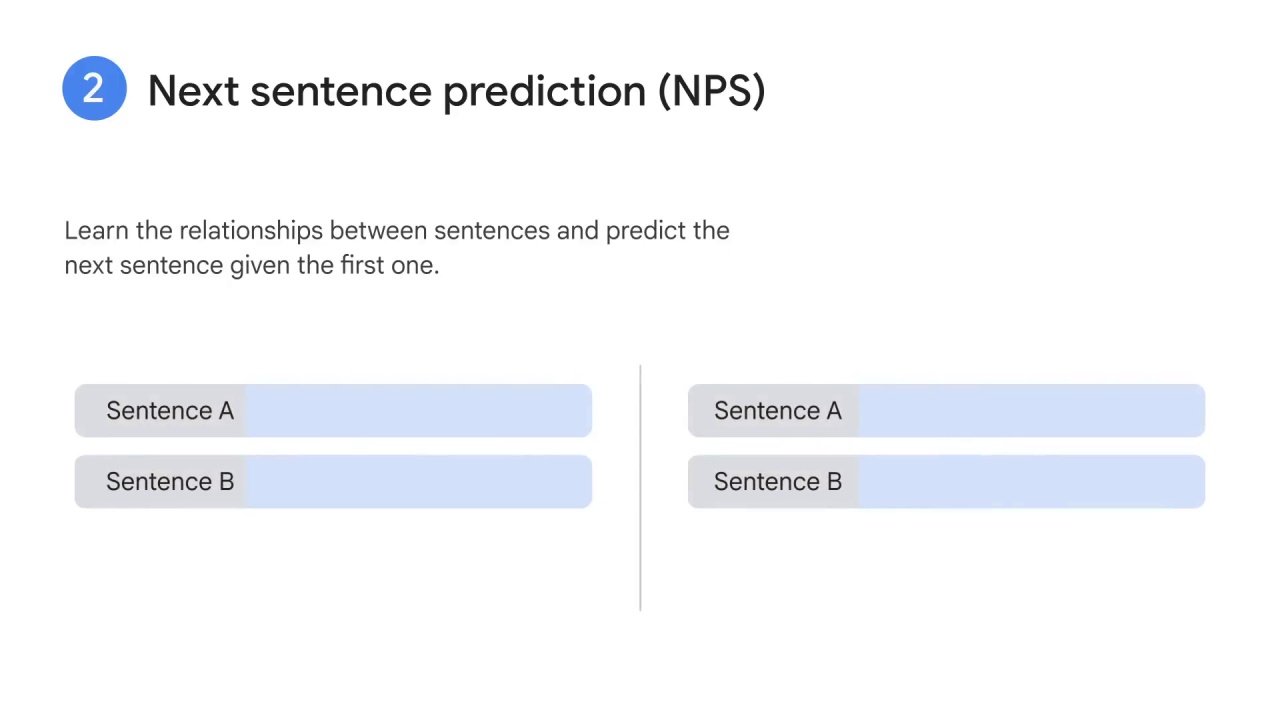 2 Next sentence prediction (NPS)
Learn the relationships between sentences and predict the
next sentence given the first one.
Sentence A
Sentence B
Sentence A
Sentence B